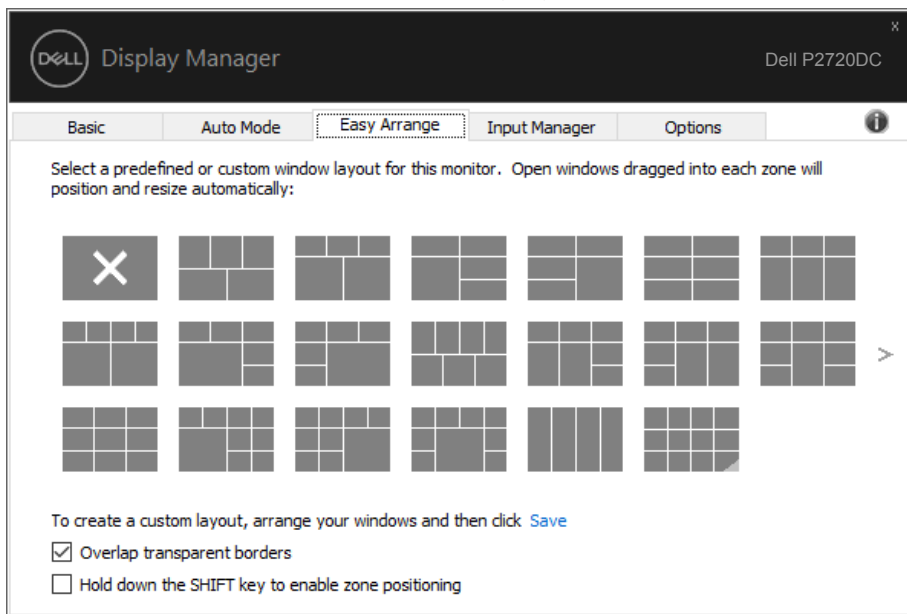 x
DELL Display Manager
Dell P2720DC
Basic Auto Mode Easy Arrange Input Manager Options
Select a predefined or custom window layout for this monitor. Open windows dragged into each zone will
position and resize automatically:
>
To create a custom layout, arrange your windows and then click Save
Overlap transparent borders
Hold down the SHIFT key to enable zone positioning